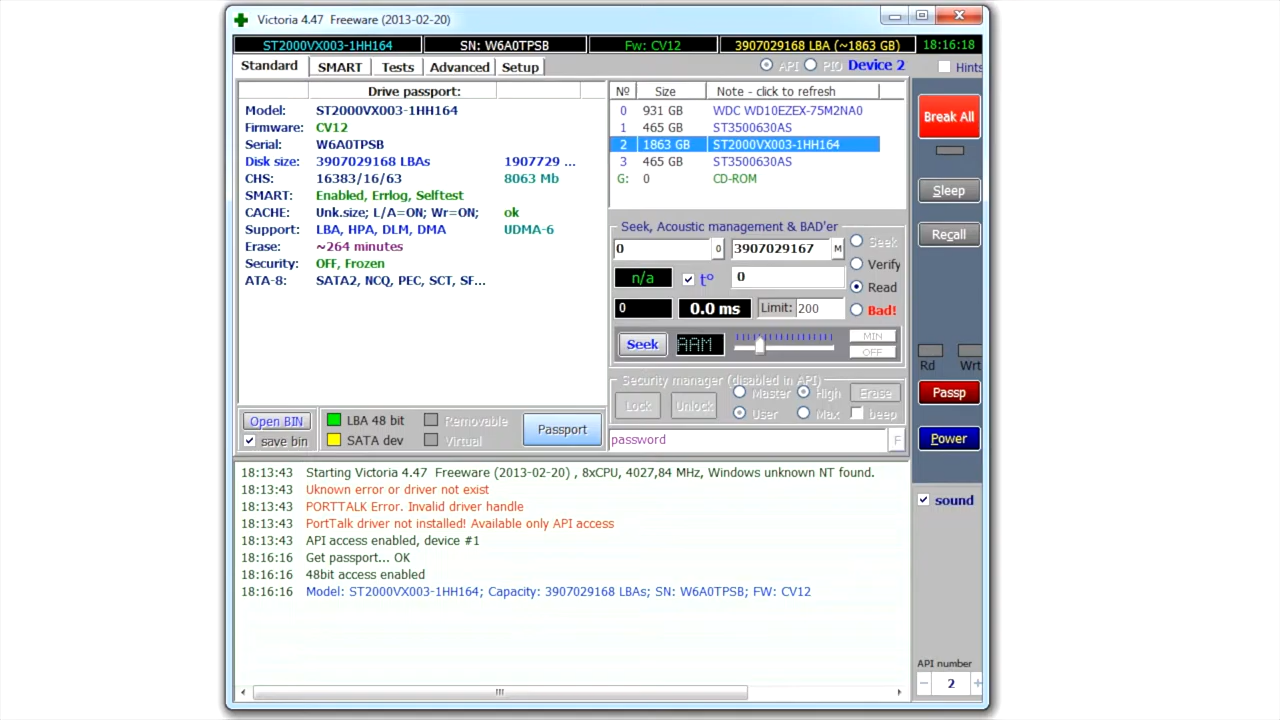 Victoria 4.47 Freeware (2013-02-20)
ST2000VX003-1HH164 SN: W6A0TPSB Fw: CV12 3907029168 LBA (~1863 GB) 18:16:18
Standard SMART Tests Advanced Setup API PIO Device 2 Hints
Drive passport:
Model: ST2000VX003-1HH164
Firmware: CV12
Serial: W6A0TPSB
Disk size: 3907029168 LBAs 1907729 ...
CHS: 16383/16/63 8063 Mb
SMART: Enabled, Errlog, Selftest
CACHE: Unk.size; L/A=ON; Wr=ON; ok
Support: LBA, HPA, DLM, DMA UDMA-6
Erase: ~264 minutes
Security: OFF, Frozen
ATA-8: SATA2, NCQ, PEC, SCT, SF...
Open BIN
save bin
LBA 48 bit Removable
SATA dev Virtual
Passport
Nº Size Note - click to refresh
0 931 GB WDC WD10EZEX-75M2NA0
1 465 GB ST3500630AS
2 1863 GB ST2000VX003-1HH164
3 465 GB ST3500630AS
G: 0 CD-ROM
Seek, Acoustic management & BAD'er
0 0 3907029167 M Seek
n/a tº 0 Verify
Read
0 0.0 ms Limit: 200 Bad!
Seek AAM MIN
OFF
Security manager (disabled in API)
Lock Unlock Master High Erase
User Max beep
password F
Break All
Sleep
Recall
Rd Wrt
Passp
Power
sound
API number
− 2 +
18:13:43 Starting Victoria 4.47 Freeware (2013-02-20) , 8xCPU, 4027,84 MHz, Windows unknown NT found.
18:13:43 Uknown error or driver not exist
18:13:43 PORTTALK Error. Invalid driver handle
18:13:43 PortTalk driver not installed! Available only API access
18:13:43 API access enabled, device #1
18:16:16 Get passport... OK
18:16:16 48bit access enabled
18:16:16 Model: ST2000VX003-1HH164; Capacity: 3907029168 LBAs; SN: W6A0TPSB; FW: CV12